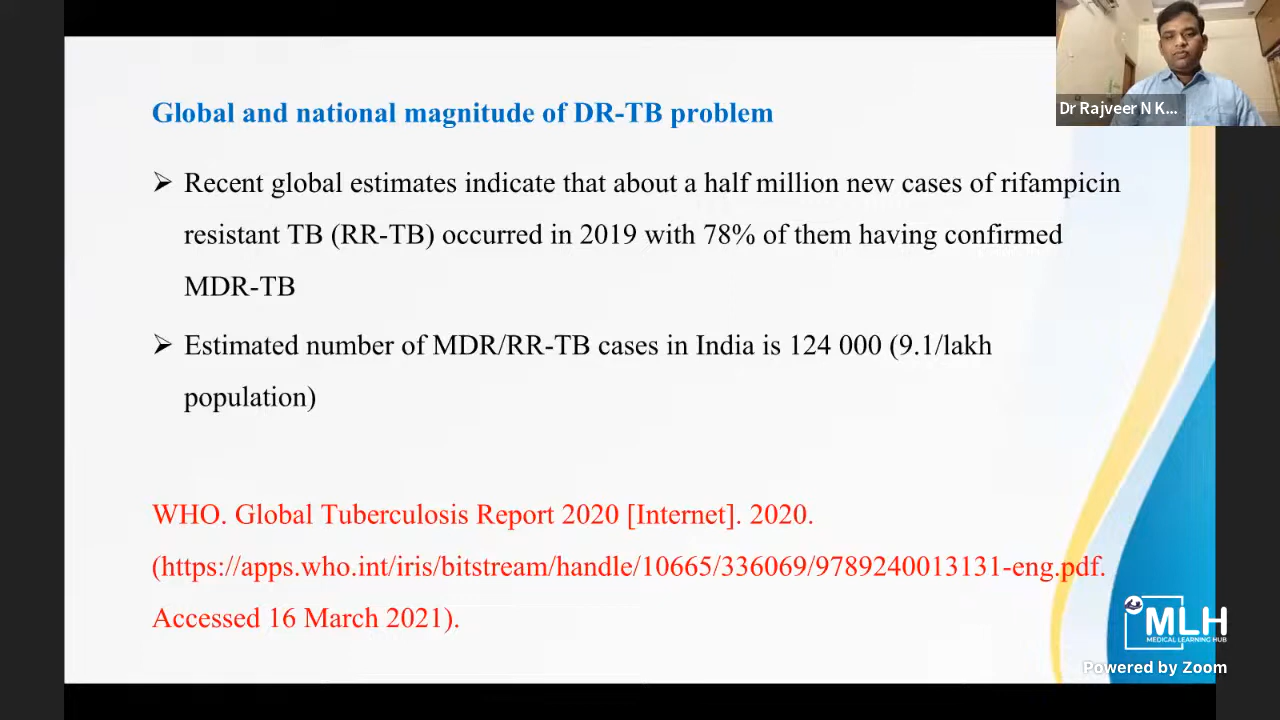 Global and national magnitude of DR-TB problem
Dr Rajveer N K...
➢ Recent global estimates indicate that about a half million new cases of rifampicin
resistant TB (RR-TB) occurred in 2019 with 78% of them having confirmed
MDR-TB
➢ Estimated number of MDR/RR-TB cases in India is 124 000 (9.1/lakh
population)
WHO. Global Tuberculosis Report 2020 [Internet]. 2020.
(https://apps.who.int/iris/bitstream/handle/10665/336069/9789240013131-eng.pdf.
Accessed 16 March 2021).
MLH
MEDICAL LEARNING HUB
Powered by Zoom